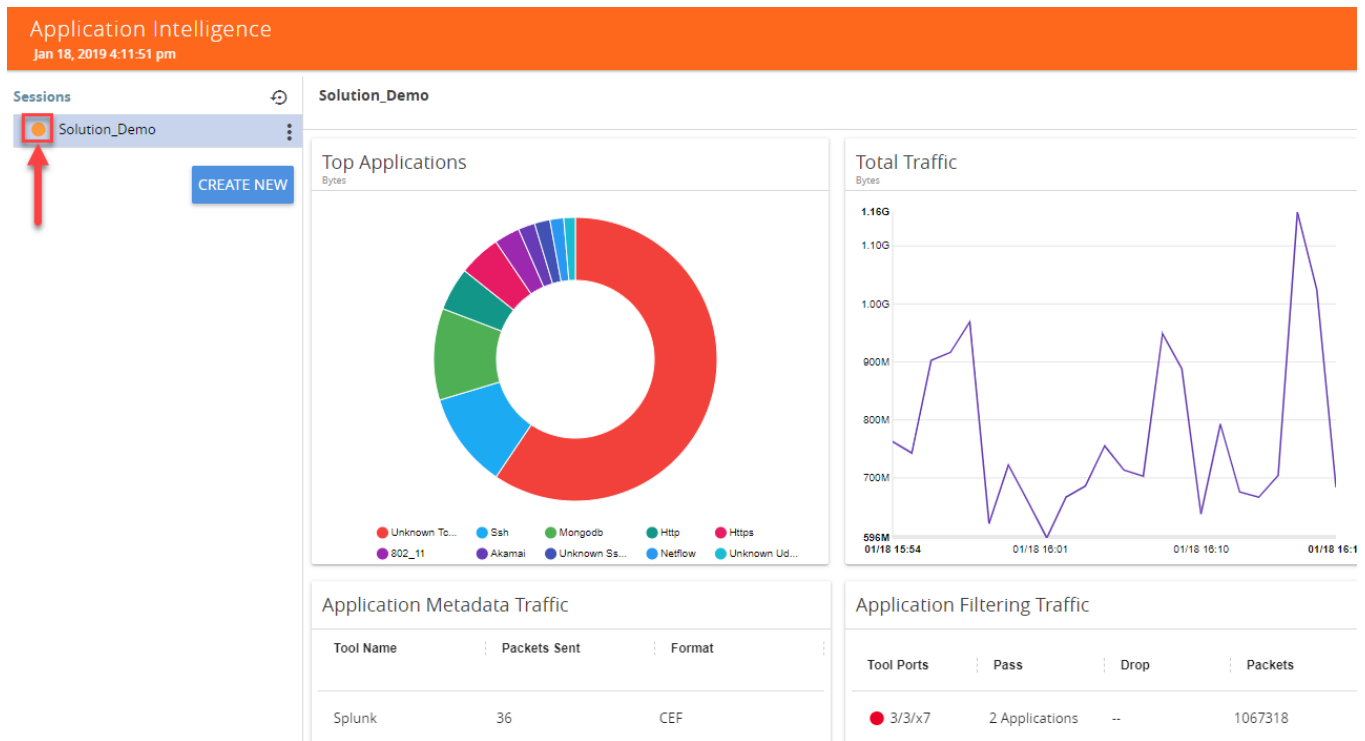 Application Intelligence
Jan 18, 2019 4:11:51 pm
Sessions
Solution_Demo
CREATE NEW
Solution_Demo
Top Applications
Bytes
Unknown Tc... Ssh Mongodb Http Https
802_11 Akamai Unknown Ss... Netflow Unknown Ud...
Total Traffic
Bytes
1.16G
1.10G
1.00G
900M
800M
700M
596M
01/18 15:54 01/18 16:01 01/18 16:10 01/18 16:1
Application Metadata Traffic
Tool Name Packets Sent Format
Splunk 36 CEF
Application Filtering Traffic
Tool Ports Pass Drop Packets
3/3/x7 2 Applications -- 1067318